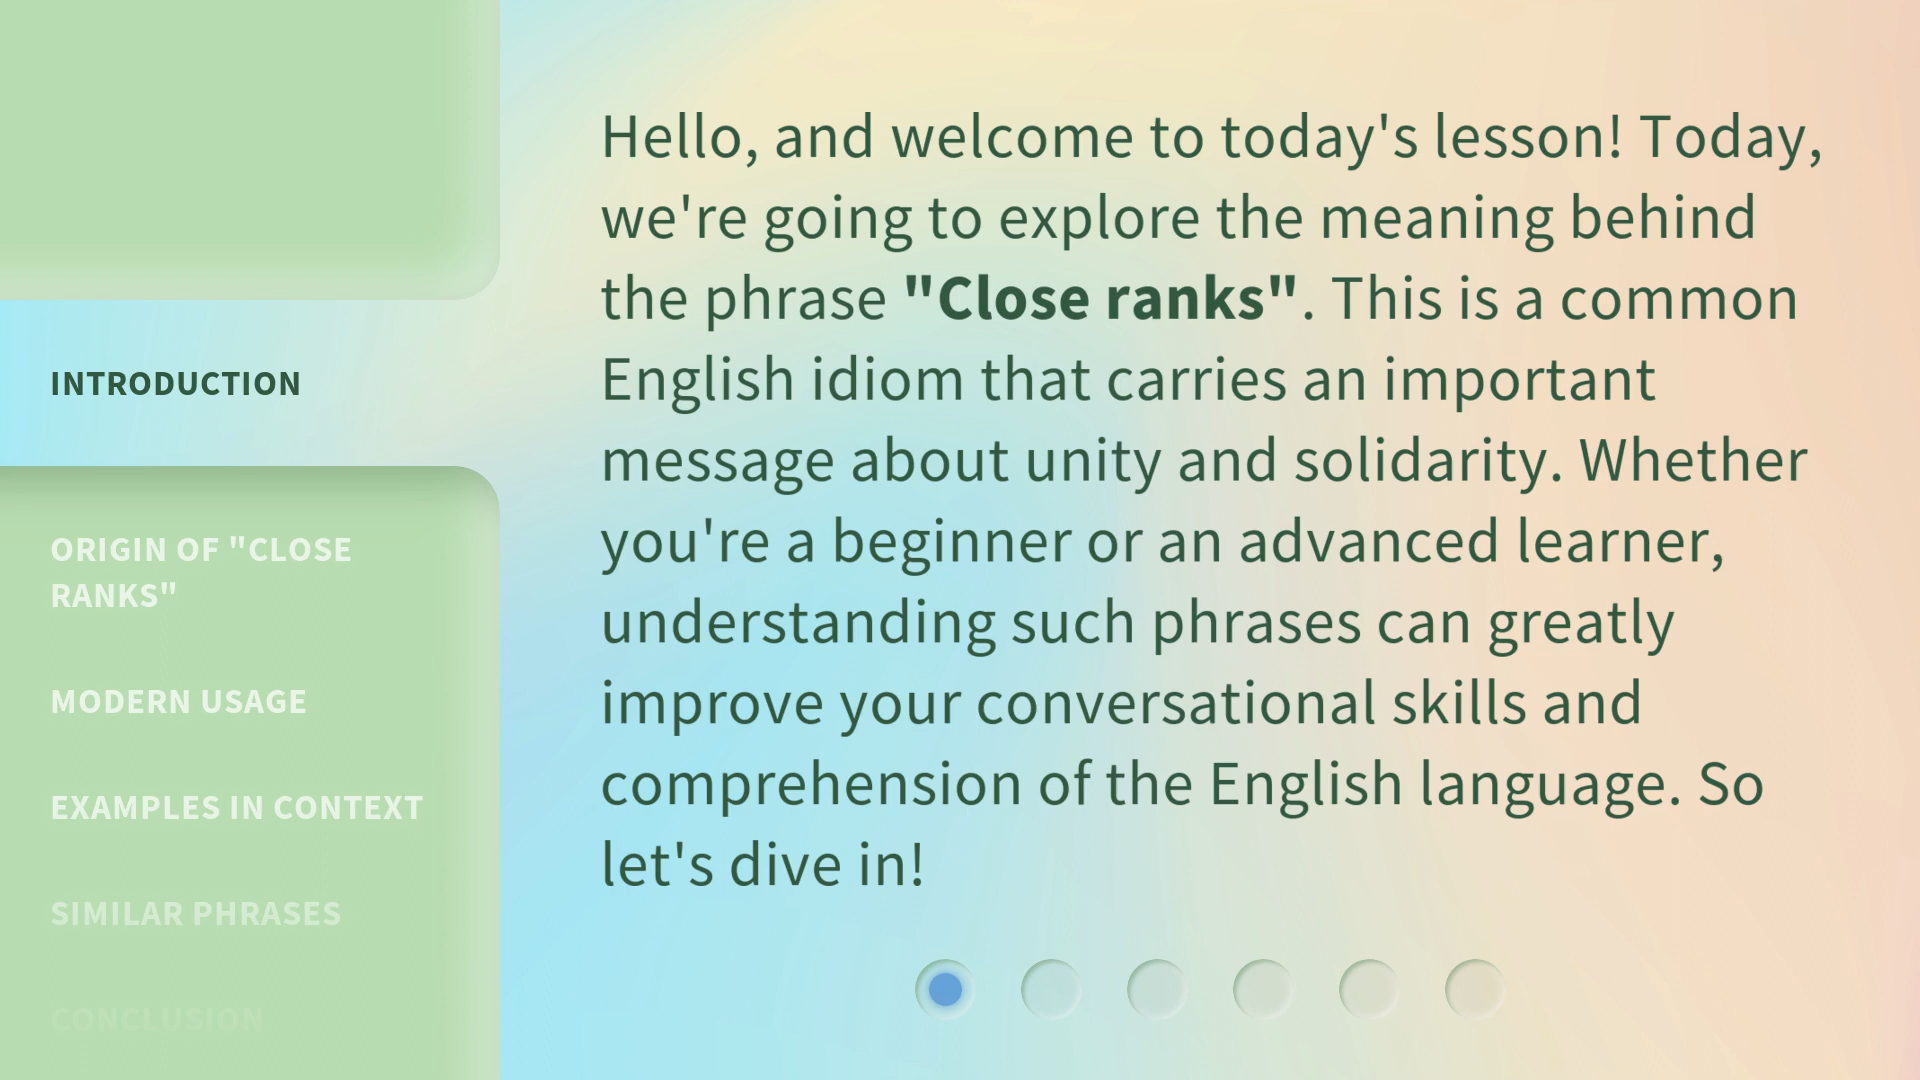 INTRODUCTION
ORIGIN OF "CLOSE
RANKS"
MODERN USAGE
EXAMPLES IN CONTEXT
SIMILAR PHRASES
CONCLUSION
Hello, and welcome to today's lesson! Today,
we're going to explore the meaning behind
the phrase "Close ranks". This is a common
English idiom that carries an important
message about unity and solidarity. Whether
you're a beginner or an advanced learner,
understanding such phrases can greatly
improve your conversational skills and
comprehension of the English language. So
let's dive in!